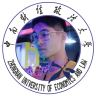 中南财经政法大学
ZHONGNAN UNIVERSITY OF ECONOMICS AND LAW